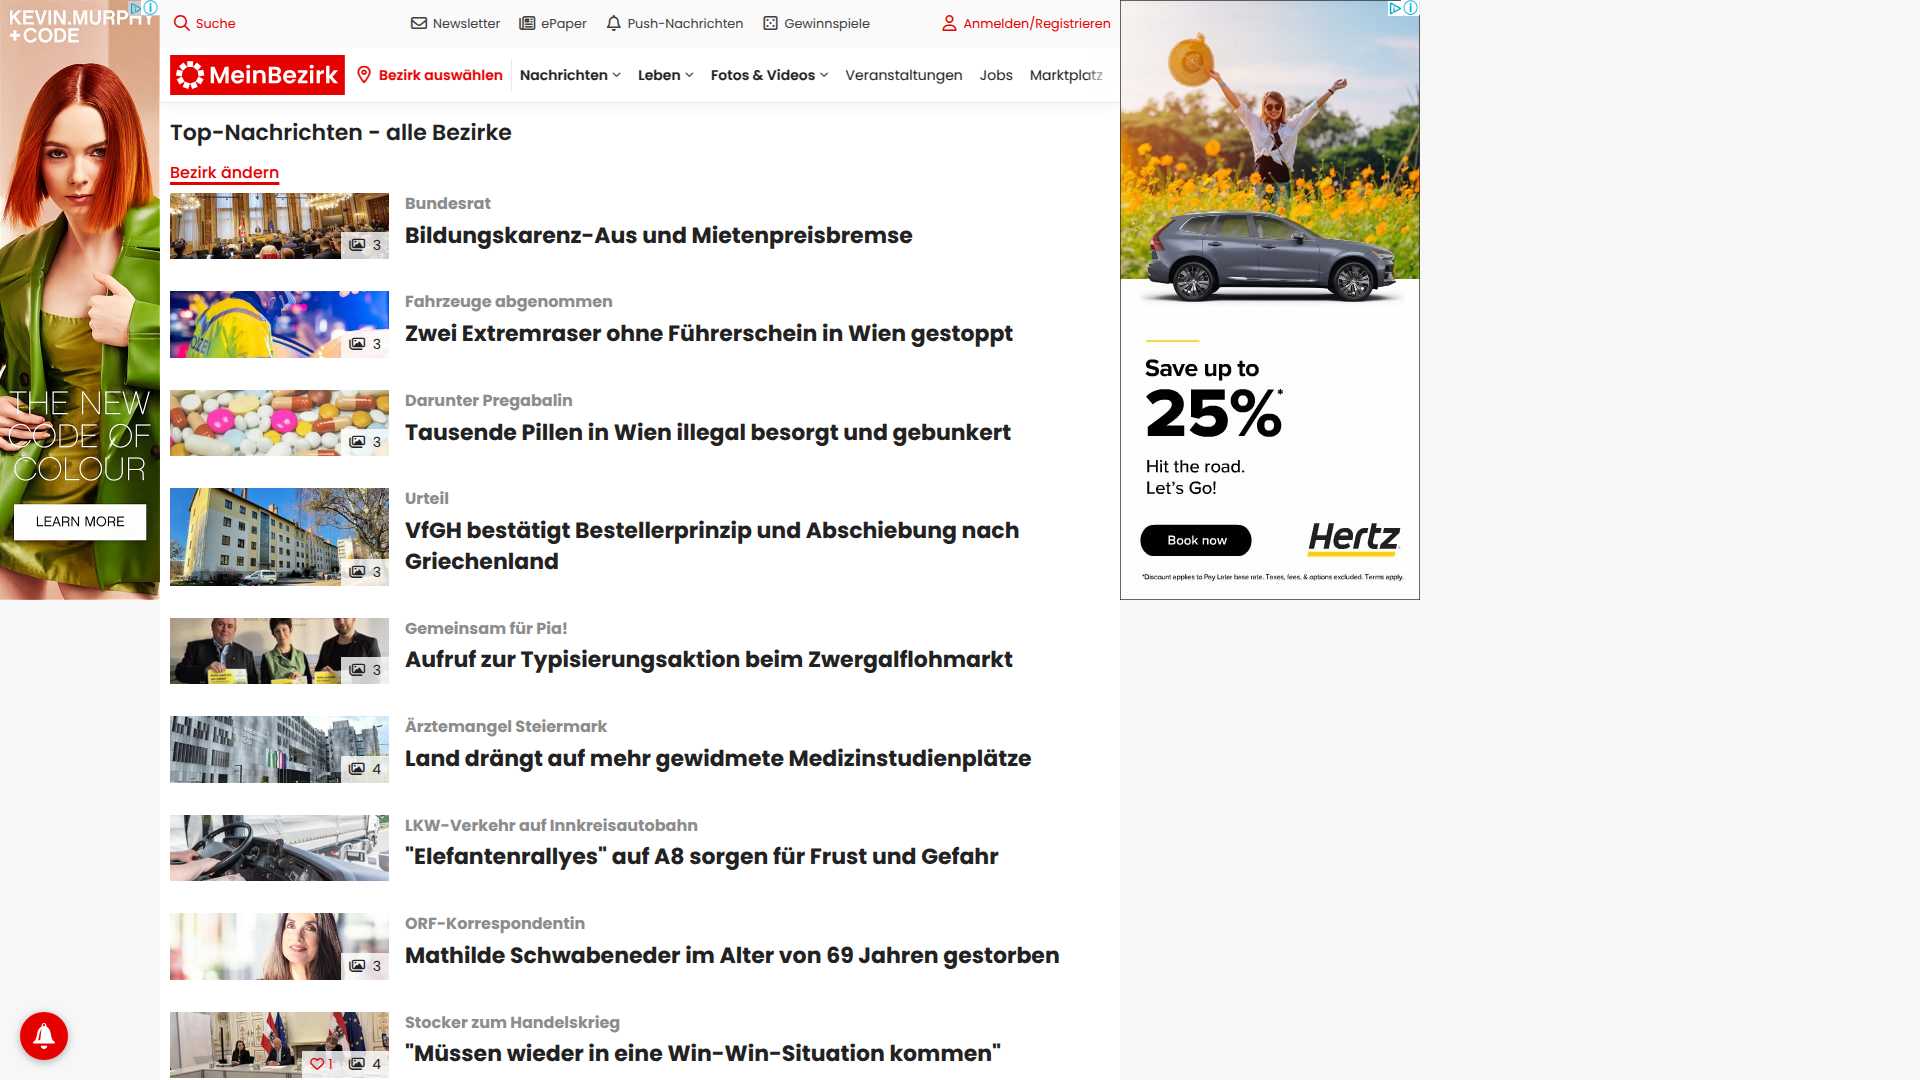 KEVIN.MURPHY
+CODE
THE NEW
CODE OF
COLOUR
LEARN MORE
Suche
Newsletter
ePaper
Push-Nachrichten
Gewinnspiele
Anmelden/Registrieren
MeinBezirk
Bezirk auswählen
Nachrichten
Leben
Fotos & Videos
Veranstaltungen
Jobs
Marktplatz
Top-Nachrichten - alle Bezirke
Bezirk ändern
3
Bundesrat
Bildungskarenz-Aus und Mietenpreisbremse
3
Fahrzeuge abgenommen
Zwei Extremraser ohne Führerschein in Wien gestoppt
3
Darunter Pregabalin
Tausende Pillen in Wien illegal besorgt und gebunkert
3
Urteil
VfGH bestätigt Bestellerprinzip und Abschiebung nach
Griechenland
3
Gemeinsam für Pia!
Aufruf zur Typisierungsaktion beim Zwergalflohmarkt
4
Ärztemangel Steiermark
Land drängt auf mehr gewidmete Medizinstudienplätze
LKW-Verkehr auf Innkreisautobahn
"Elefantenrallyes" auf A8 sorgen für Frust und Gefahr
3
ORF-Korrespondentin
Mathilde Schwabeneder im Alter von 69 Jahren gestorben
1 4
Stocker zum Handelskrieg
"Müssen wieder in eine Win-Win-Situation kommen"
Save up to
25%*
Hit the road.
Let's Go!
Book now
Hertz
*Discount applies to Pay Later base rate. Taxes, fees, & options excluded. Terms apply.